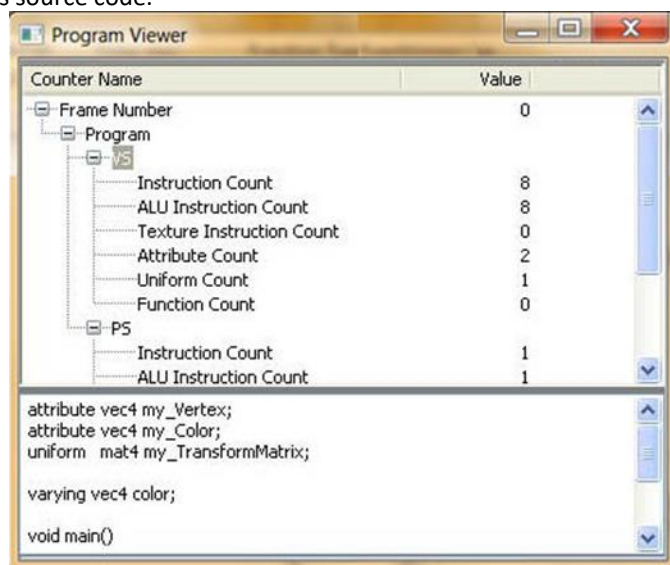 s source code.
Program Viewer
Counter Name Value
Frame Number 0
Program
VS
Instruction Count 8
ALU Instruction Count 8
Texture Instruction Count 0
Attribute Count 2
Uniform Count 1
Function Count 0
PS
Instruction Count 1
ALU Instruction Count 1
attribute vec4 my_Vertex;
attribute vec4 my_Color;
uniform mat4 my_TransformMatrix;
varying vec4 color;
void main()